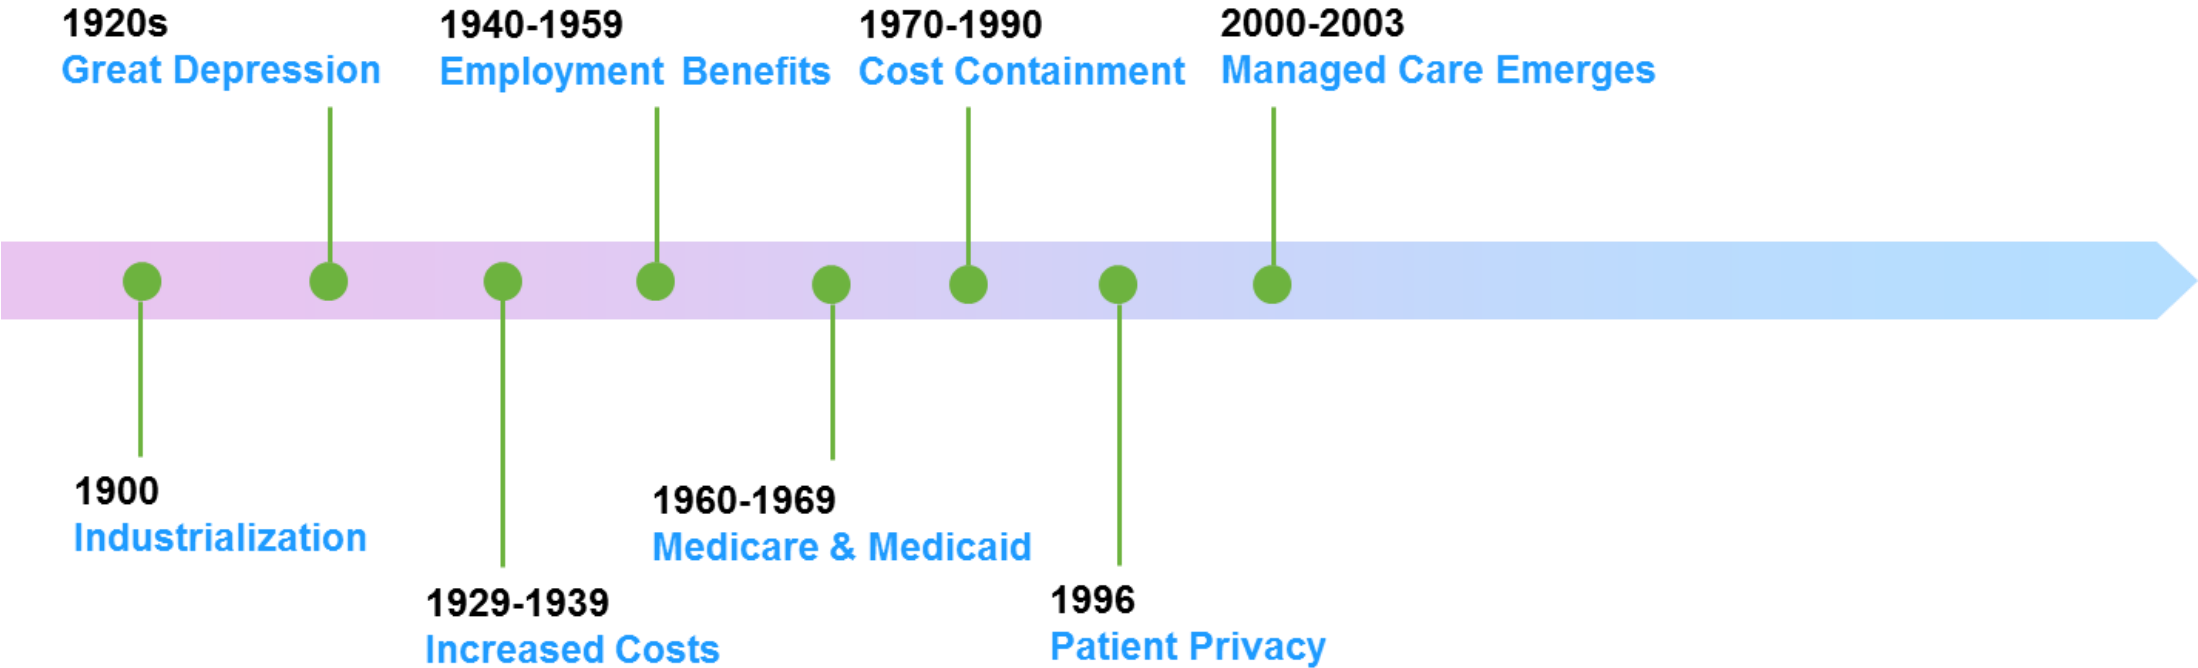 1920s
Great Depression
1940-1959
Employment Benefits
1970-1990
Cost Containment
2000-2003
Managed Care Emerges
1900
Industrialization
1960-1969
Medicare & Medicaid
1929-1939
Increased Costs
1996
Patient Privacy